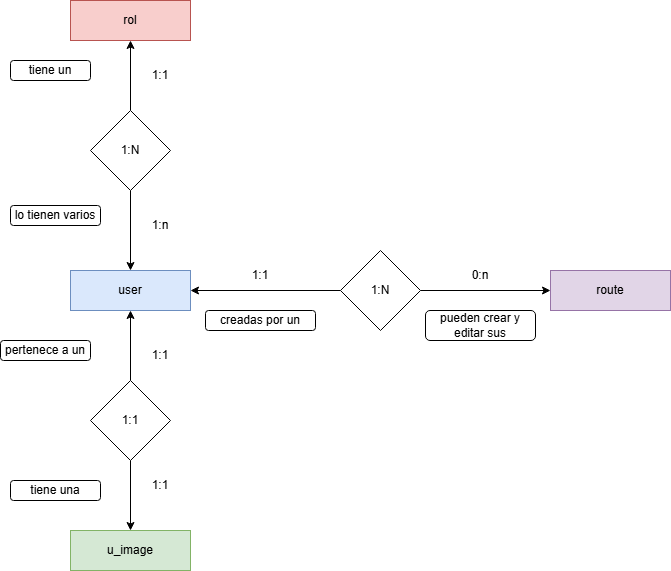 rol
tiene un
1:1
1:N
lo tienen varios
1:n
user
1:1
creadas por un
1:N
0:n
pueden crear y
editar sus
route
pertenece a un
1:1
1:1
tiene una
1:1
u_image